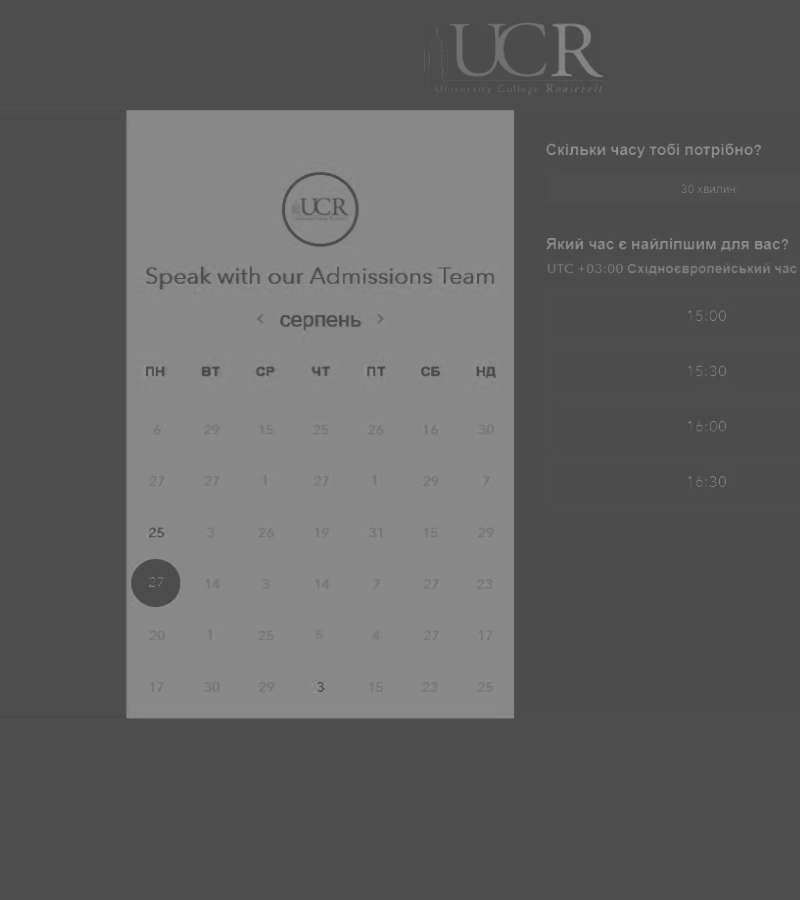 UCR
University College Roosevelt
UCR
Speak with our Admissions Team
серпень
ПН ВТ СР ЧТ ПТ СБ НД
6 29 15 25 26 16 30
27 27 1 27 1 29 7
25 3 26 19 31 15 29
27 14 3 14 7 27 23
20 1 25 5 4 27 17
17 30 29 3 15 23 25
Скільки часу тобі потрібно?
30 хвилин
Який час є найліпшим для вас?
UTC +03:00 Східноєвропейський час
15:00
15:30
16:00
16:30